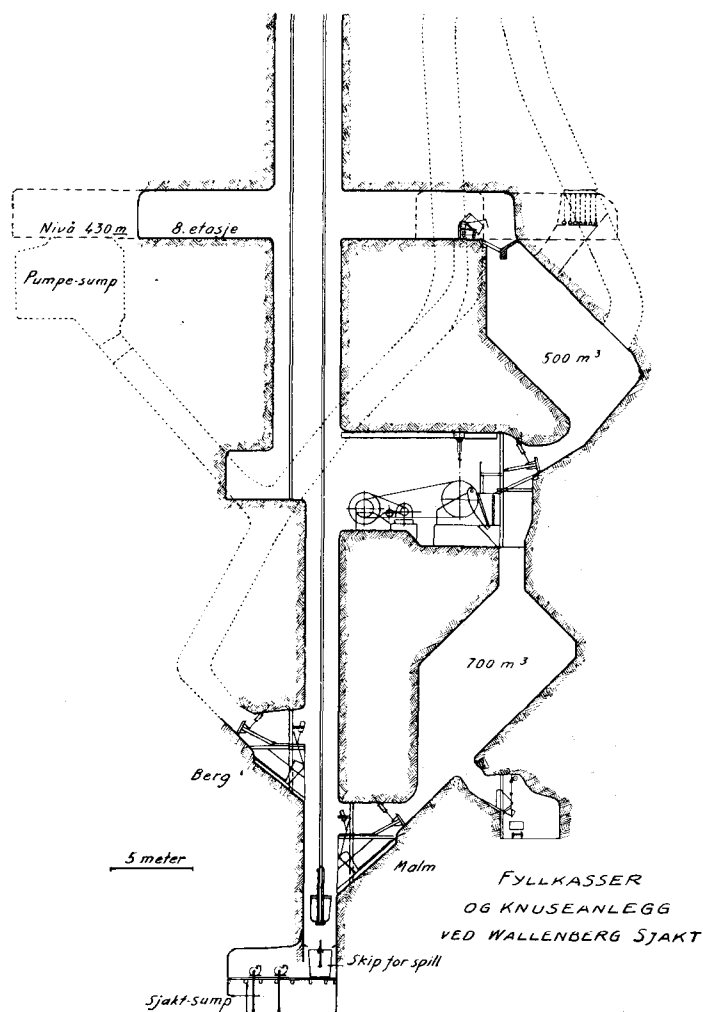 Nivå 430 m
8. etasje
Pumpe-sump
500 m³
700 m³
Berg
5 meter
Malm
FYLLKASSER
OG KNUSEANLEGG
VED WALLENBERG SJAKT
Skip for spill
Sjakt-sump